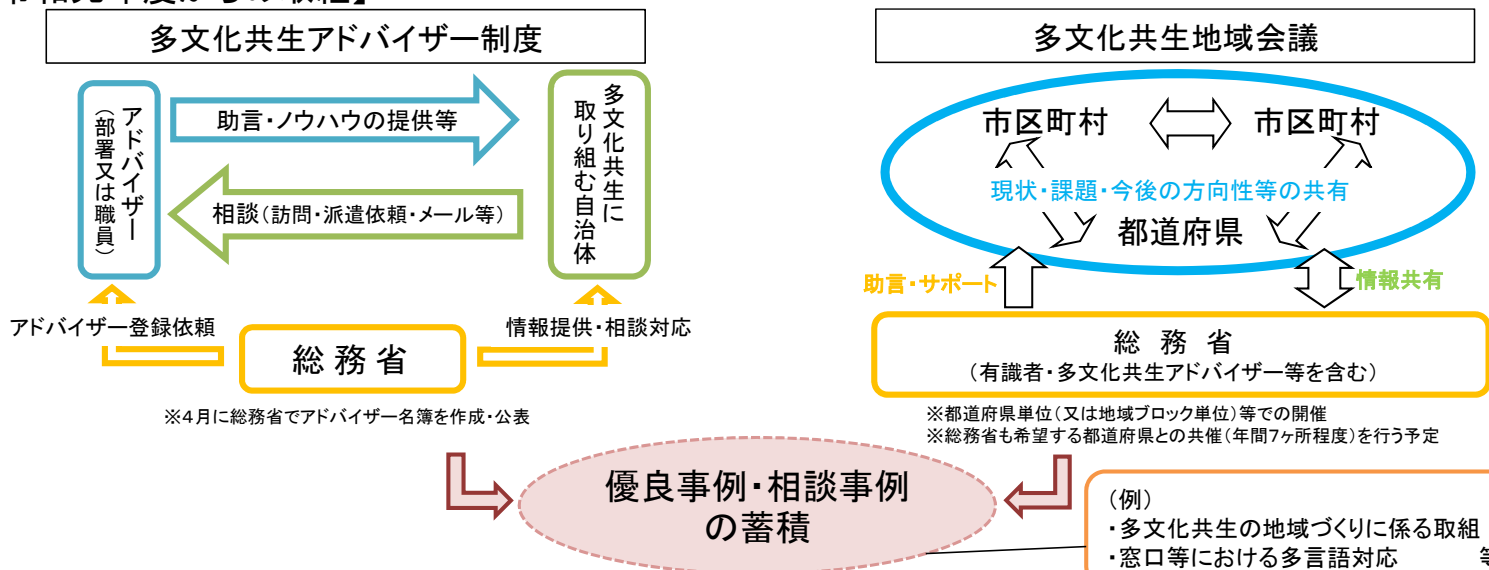 令和元年度からの取組】
多文化共生アドバイザー制度
アドバイザー
（部署又は職員）
助言・ノウハウの提供等
相談（訪問・派遣依頼・メール等）
多文化共生に
取り組む自治体
アドバイザー登録依頼
情報提供・相談対応
総務省
※4月に総務省でアドバイザー名簿を作成・公表
多文化共生地域会議
市区町村
市区町村
現状・課題・今後の方向性等の共有
都道府県
助言・サポート
情報共有
総務省
（有識者・多文化共生アドバイザー等を含む）
※都道府県単位（又は地域ブロック単位）等での開催
※総務省も希望する都道府県との共催（年間7ヶ所程度）を行う予定
優良事例・相談事例
の蓄積
（例）
・多文化共生の地域づくりに係る取組
・窓口等における多言語対応　等